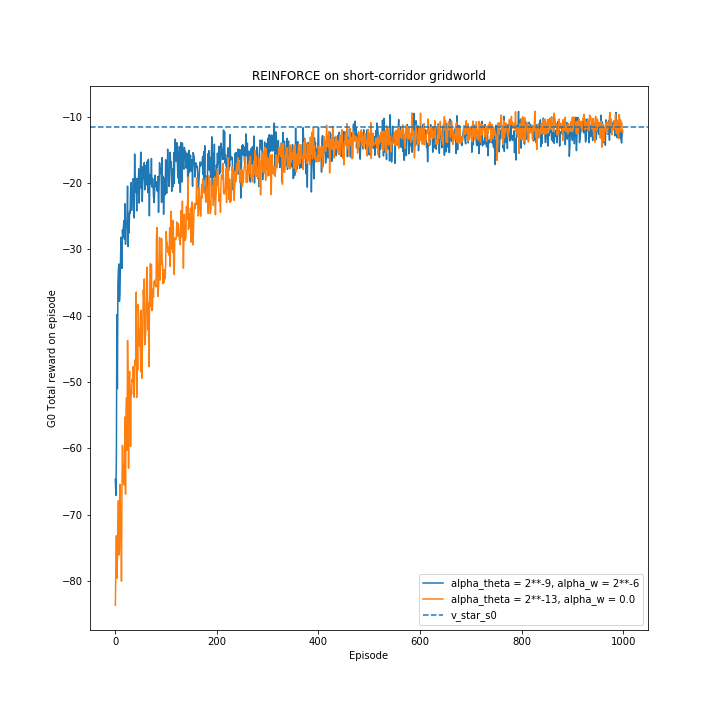 REINFORCE on short-corridor gridworld
G0 Total reward on episode
−10
−20
−30
−40
−50
−60
−70
−80
alpha_theta = 2**-9, alpha_w = 2**-6
alpha_theta = 2**-13, alpha_w = 0.0
v_star_s0
0
200
400
600
800
1000
Episode